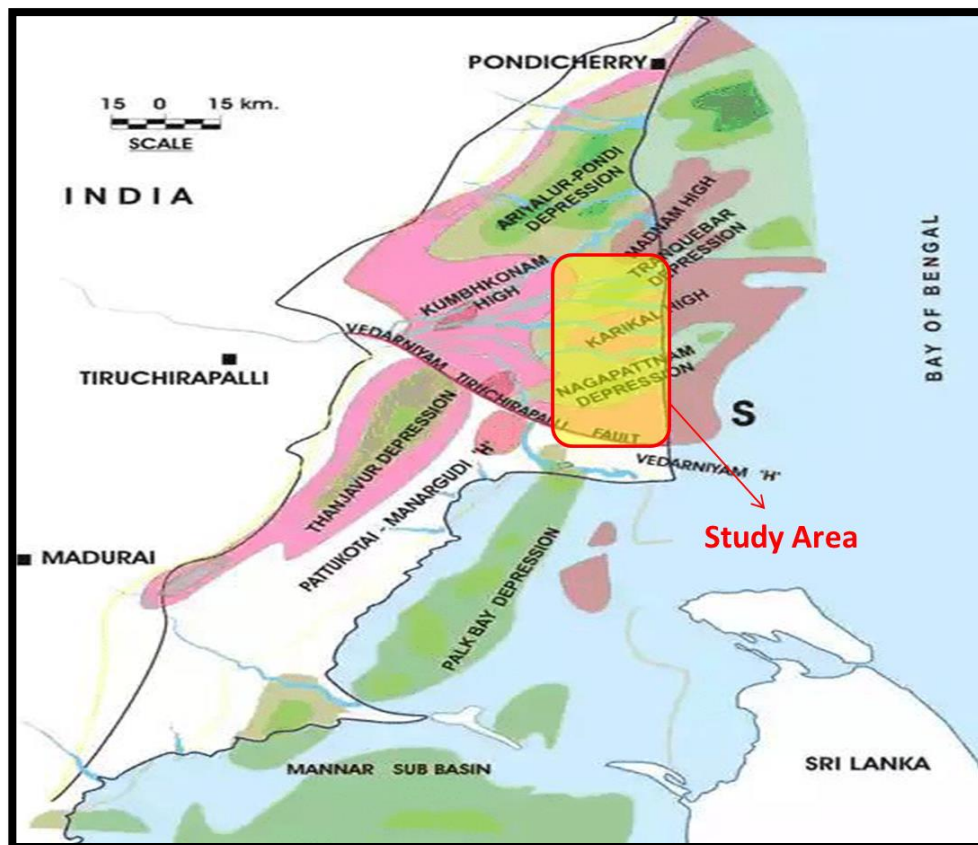 PONDICHERRY
15 0 15 km.
SCALE
INDIA
ARIYALUR-PONDI
DEPRESSION
MADNAM HIGH
TRANQUEBAR
DEPRESSION
KUMBHKONAM
HIGH
KARIKAL HIGH
BAY OF BENGAL
VEDARNIYAM TIRUCHIRAPALLI FAULT
TIRUCHIRAPALLI
NAGAPATTNAM
DEPRESSION
S
VEDARNIYAM "H"
THANJAVUR DEPRESSION
PATTUKOTAI - MANARGUDI "H"
Study Area
MADURAI
PALK BAY DEPRESSION
MANNAR SUB BASIN
SRI LANKA